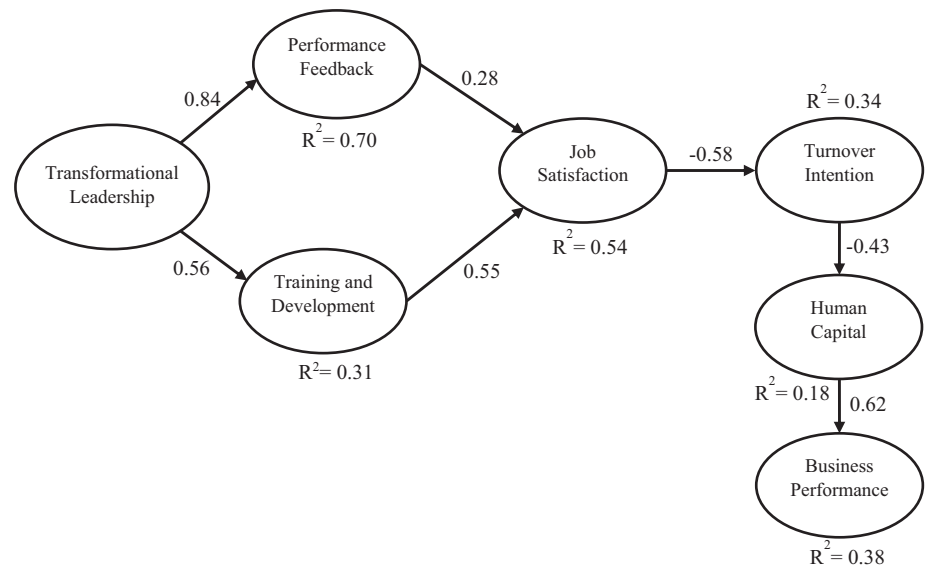 Performance
Feedback
0.84
0.28
R²= 0.70
Transformational
Leadership
0.56
Training and
Development
0.55
R²= 0.31
Job
Satisfaction
R²= 0.54
-0.58
R²= 0.34
Turnover
Intention
-0.43
Human
Capital
R²= 0.18
0.62
Business
Performance
R²= 0.38